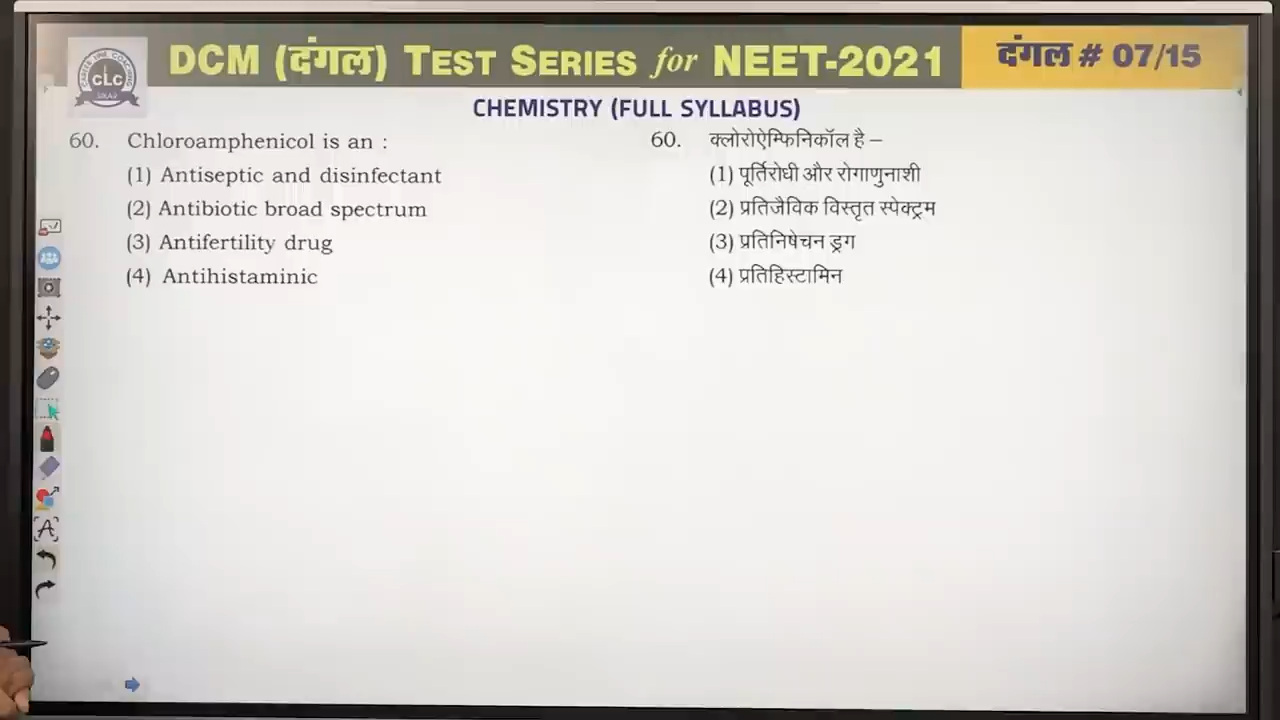 DCM (दंगल) TEST SERIES for NEET-2021
दंगल # 07/15
CLC
CHEMISTRY (FULL SYLLABUS)
60. Chloroamphenicol is an :
(1) Antiseptic and disinfectant
(2) Antibiotic broad spectrum
(3) Antifertility drug
(4) Antihistaminic
60. क्लोरोऐम्फिनिकॉल है –
(1) पूर्तिरोधी और रोगाणुनाशी
(2) प्रतिजैविक विस्तृत स्पेक्ट्रम
(3) प्रतिनिषेचन ड्रग
(4) प्रतिहिस्टामिन